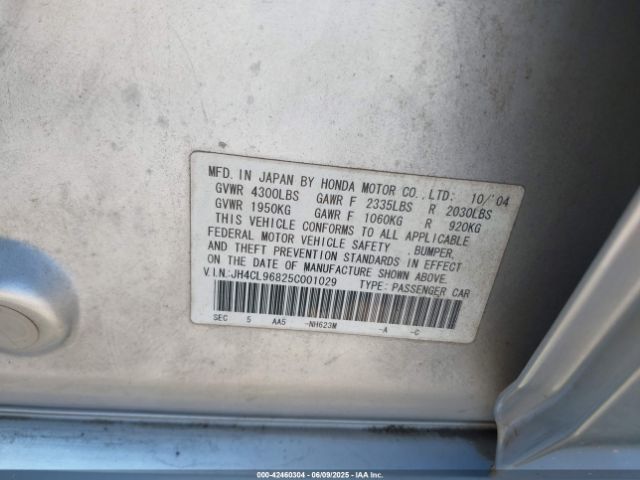 MFD. IN JAPAN BY HONDA MOTOR CO., LTD. 10/'04
GVWR 4300LBS GAWR F 2335LBS R 2030LBS
GVWR 1950KG GAWR F 1060KG R 920KG
THIS VEHICLE CONFORMS TO ALL APPLICABLE
FEDERAL MOTOR VEHICLE SAFETY , BUMPER,
AND THEFT PREVENTION STANDARDS IN EFFECT
ON THE DATE OF MANUFACTURE SHOWN ABOVE.
V.I.N.:JH4CL96825C001029 TYPE: PASSENGER CAR
SEC 5 AA5 -NH623M -A -C
000-42460304 | 06/09/2025 | IAAI.COM